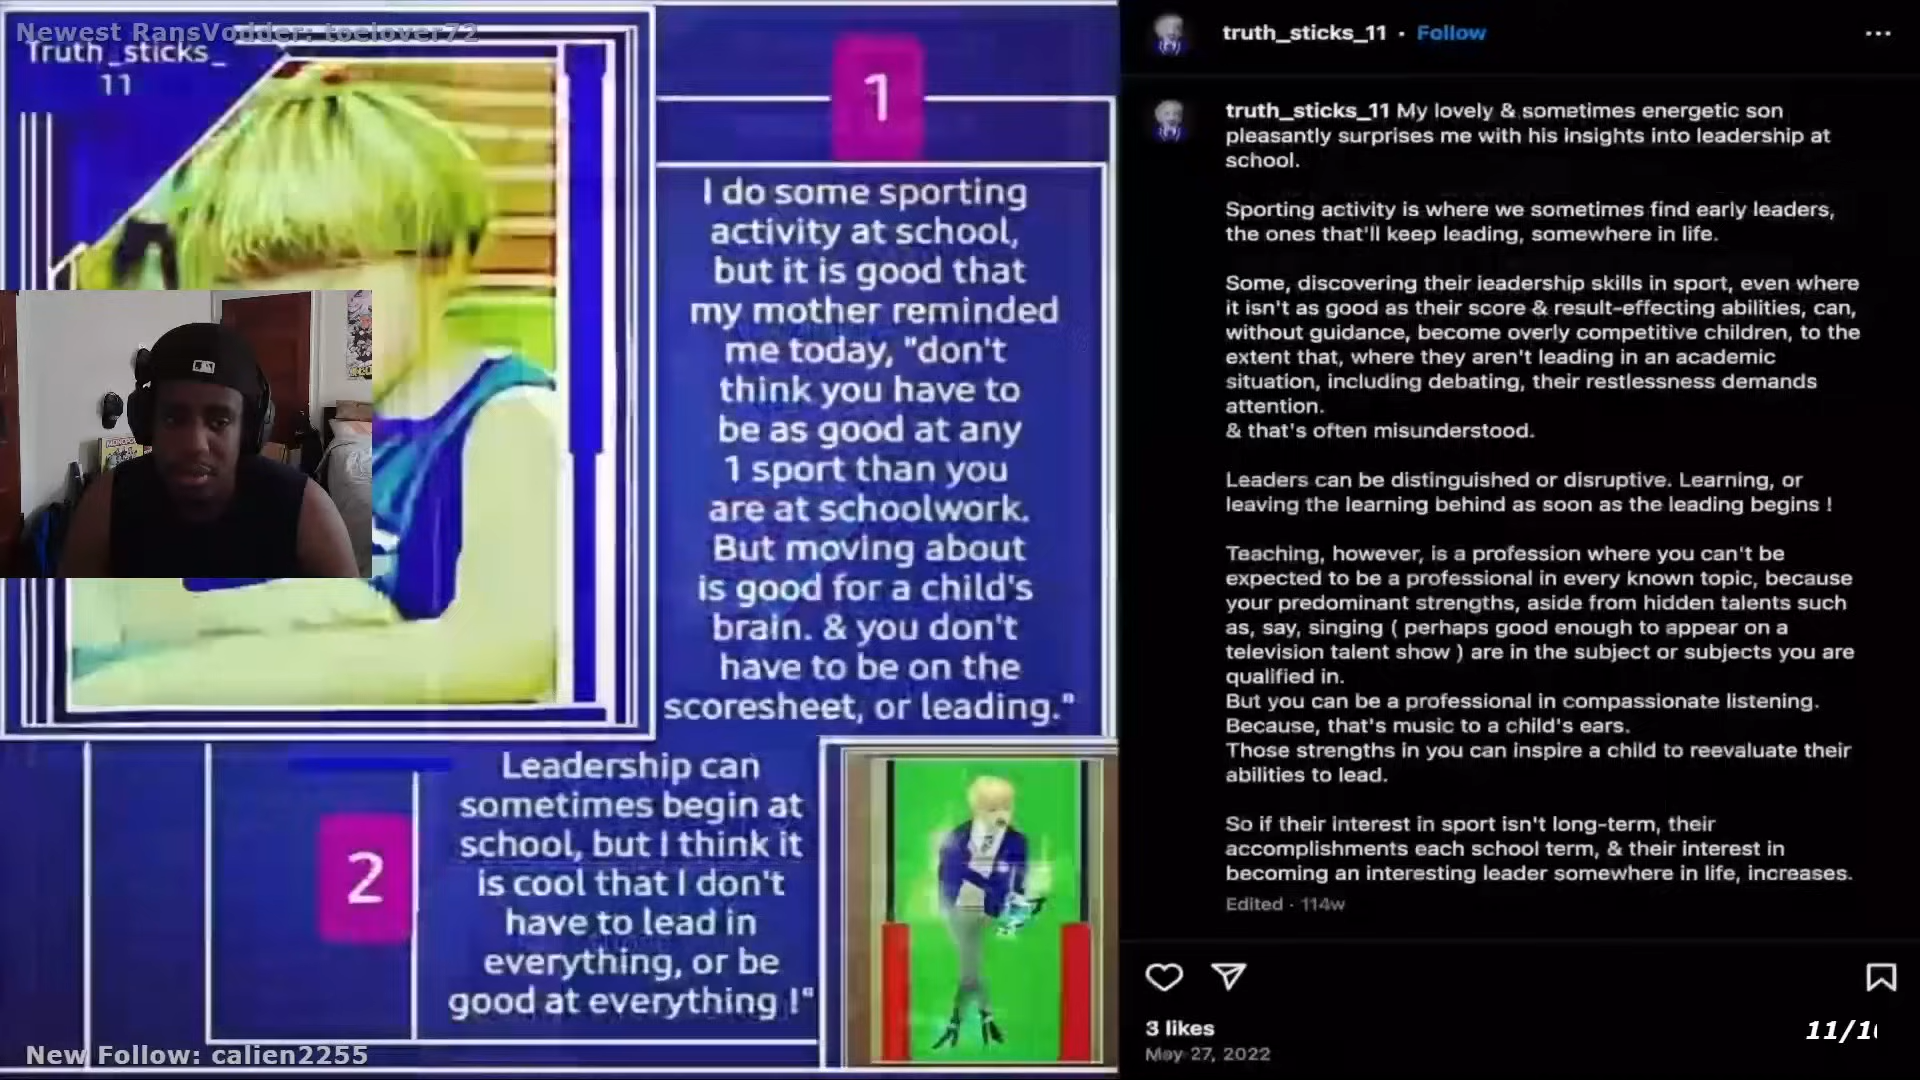 Newest RansVodder: toelover72
Truth_sticks_
11
1
I do some sporting
activity at school,
but it is good that
my mother reminded
me today, "don't
think you have to
be as good at any
1 sport than you
are at schoolwork.
But moving about
is good for a child's
brain. & you don't
have to be on the
scoresheet, or leading."
2
Leadership can
sometimes begin at
school, but I think it
is cool that I don't
have to lead in
everything, or be
good at everything !"
New Follow: calien2255
truth_sticks_11 • Follow
truth_sticks_11 My lovely & sometimes energetic son
pleasantly surprises me with his insights into leadership at
school.
Sporting activity is where we sometimes find early leaders,
the ones that'll keep leading, somewhere in life.
Some, discovering their leadership skills in sport, even where
it isn't as good as their score & result-effecting abilities, can,
without guidance, become overly competitive children, to the
extent that, where they aren't leading in an academic
situation, including debating, their restlessness demands
attention.
& that's often misunderstood.
Leaders can be distinguished or disruptive. Learning, or
leaving the learning behind as soon as the leading begins !
Teaching, however, is a profession where you can't be
expected to be a professional in every known topic, because
your predominant strengths, aside from hidden talents such
as, say, singing ( perhaps good enough to appear on a
television talent show ) are in the subject or subjects you are
qualified in.
But you can be a professional in compassionate listening.
Because, that's music to a child's ears.
Those strengths in you can inspire a child to reevaluate their
abilities to lead.
So if their interest in sport isn't long-term, their
accomplishments each school term, & their interest in
becoming an interesting leader somewhere in life, increases.
Edited · 114w
3 likes
May 27, 2022